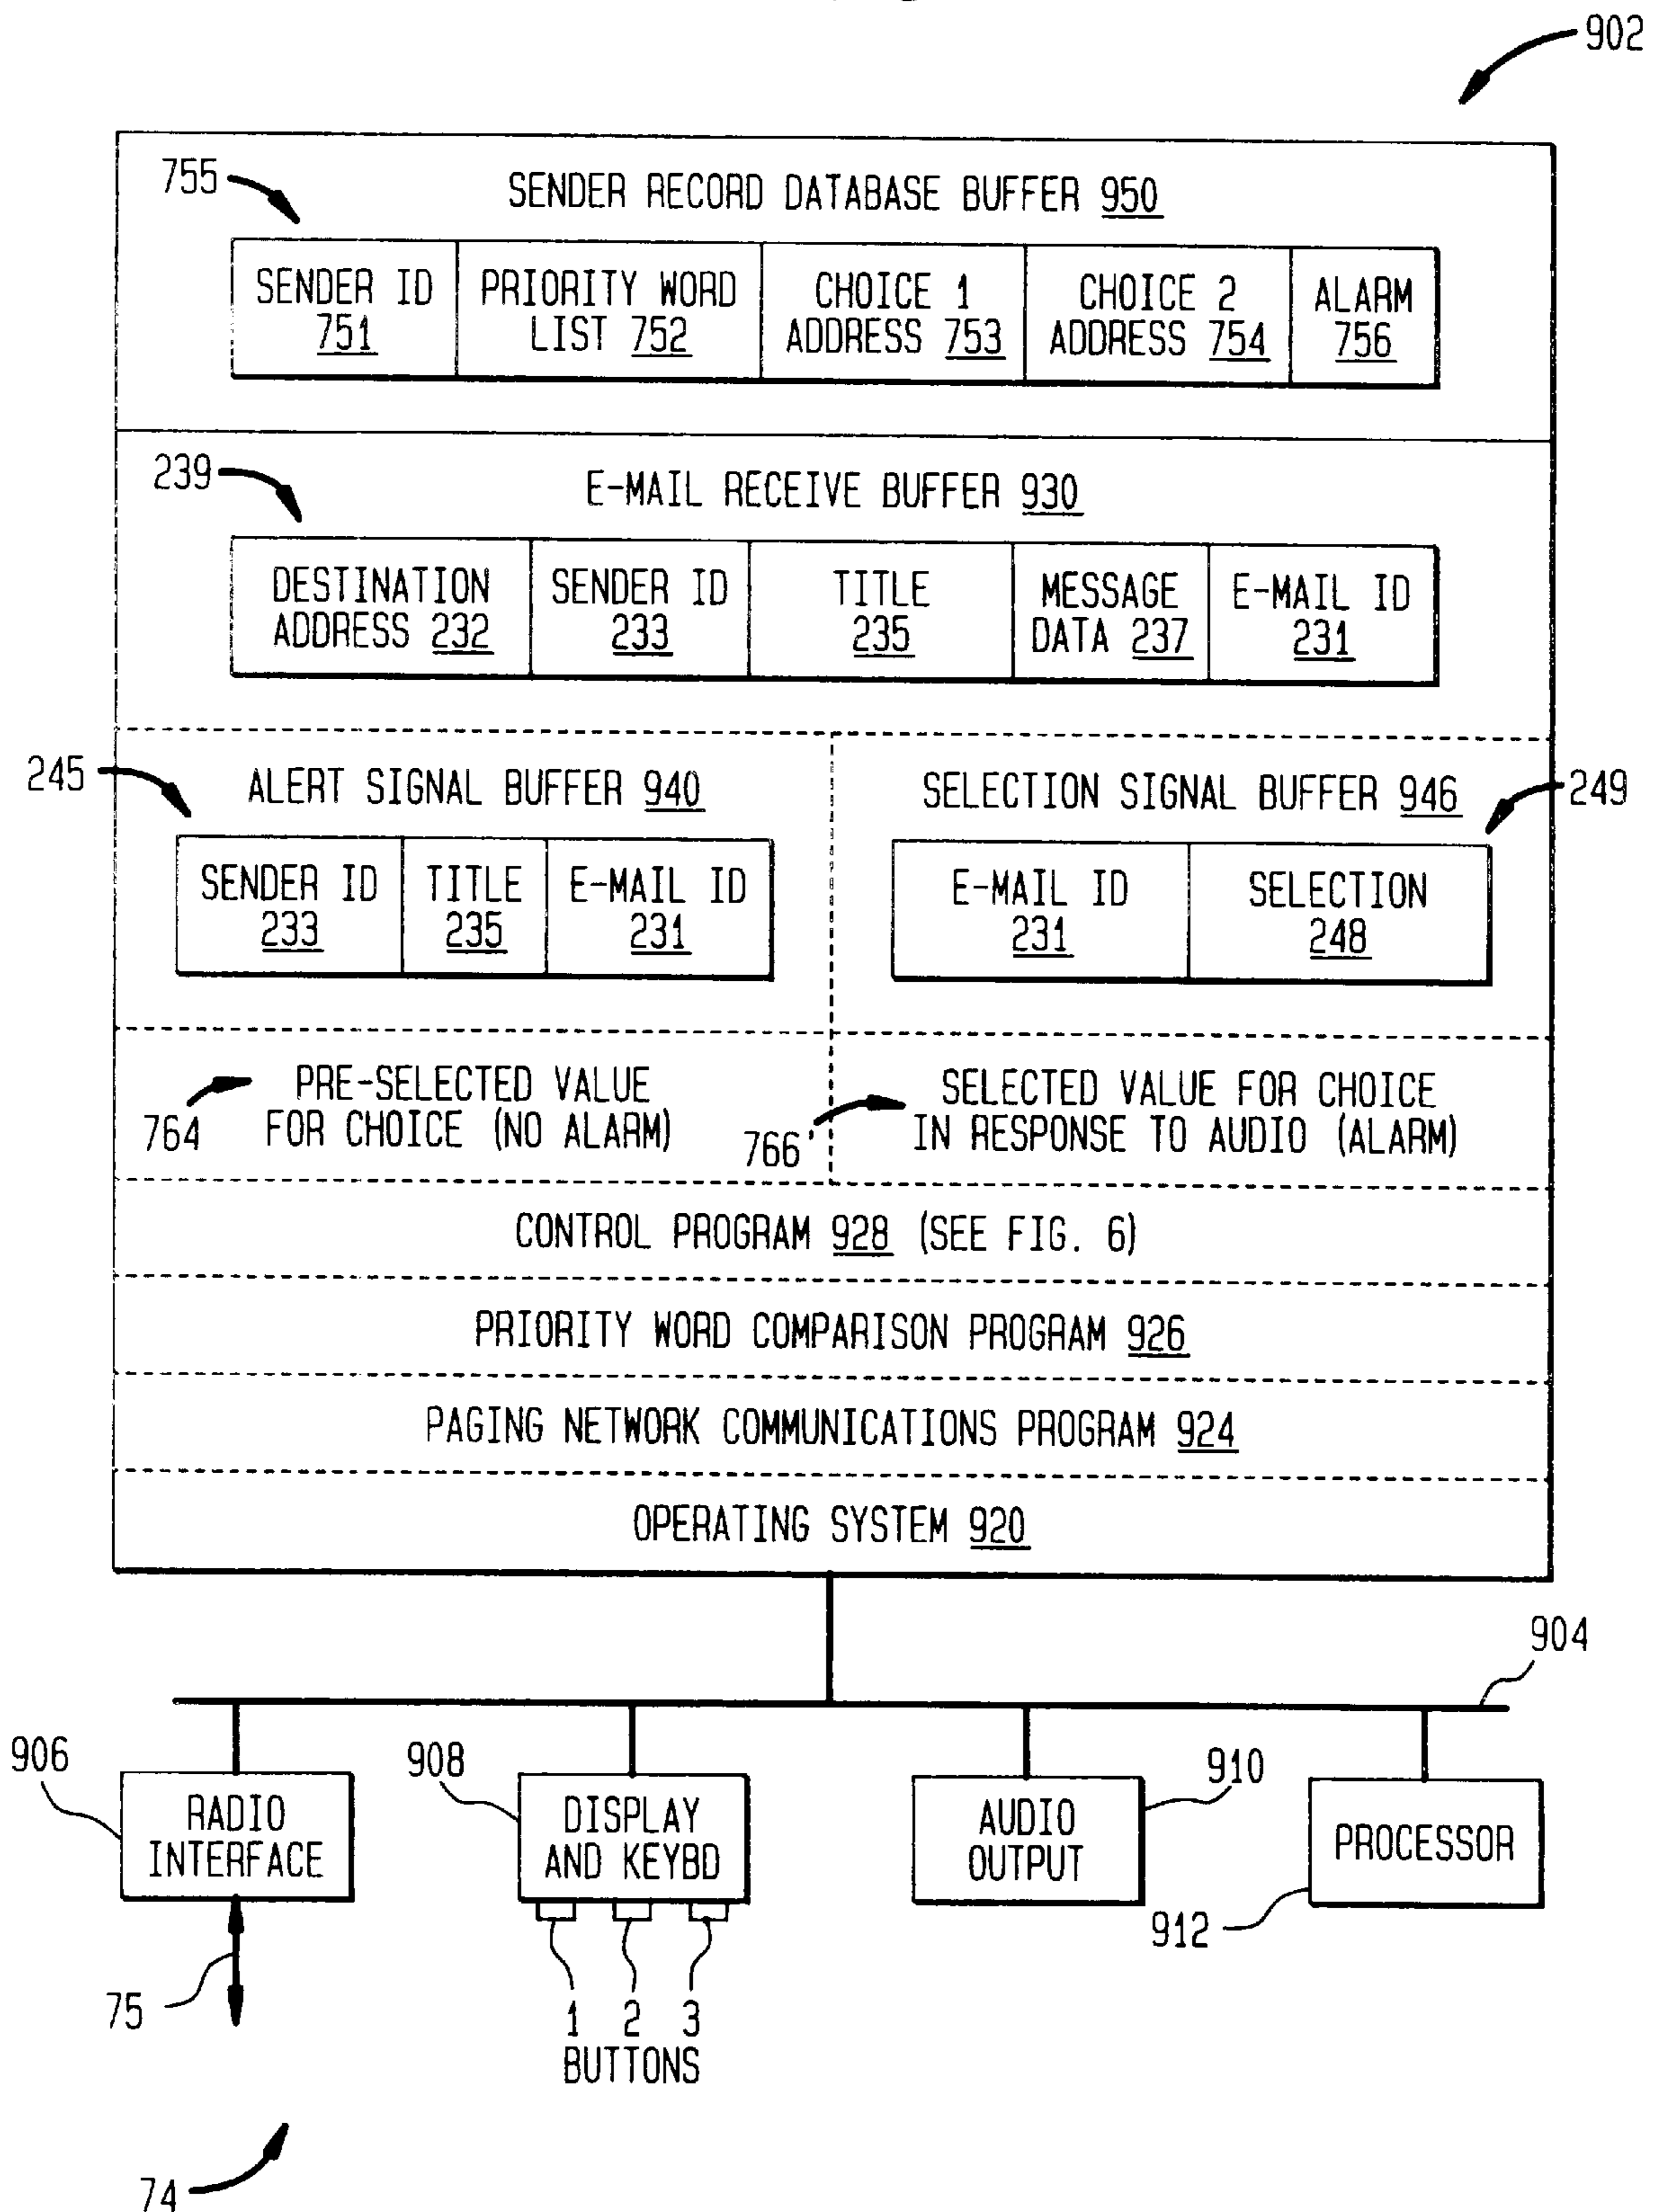 902
755
SENDER RECORD DATABASE BUFFER 950
SENDER ID
751
PRIORITY WORD
LIST 752
CHOICE 1
ADDRESS 753
CHOICE 2
ADDRESS 754
ALARM
756
239
E-MAIL RECEIVE BUFFER 930
DESTINATION
ADDRESS 232
SENDER ID
233
TITLE
235
MESSAGE
DATA 237
E-MAIL ID
231
245
ALERT SIGNAL BUFFER 940
SENDER ID
233
TITLE
235
E-MAIL ID
231
SELECTION SIGNAL BUFFER 946
249
E-MAIL ID
231
SELECTION
248
764
PRE-SELECTED VALUE
FOR CHOICE (NO ALARM)
766'
SELECTED VALUE FOR CHOICE
IN RESPONSE TO AUDIO (ALARM)
CONTROL PROGRAM 928 (SEE FIG. 6)
PRIORITY WORD COMPARISON PROGRAM 926
PAGING NETWORK COMMUNICATIONS PROGRAM 924
OPERATING SYSTEM 920
904
906
RADIO
INTERFACE
908
DISPLAY
AND KEYBD
910
AUDIO
OUTPUT
PROCESSOR
912
75
1 2 3
BUTTONS
74